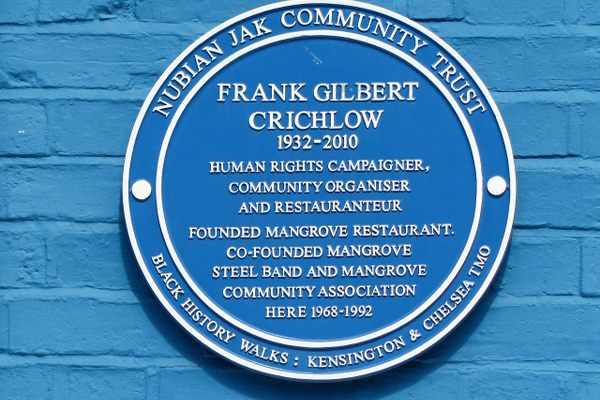 NUBIAN JAK COMMUNITY TRUST
FRANK GILBERT
CRICHLOW
1932-2010
HUMAN RIGHTS CAMPAIGNER,
COMMUNITY ORGANISER
AND RESTAURANTEUR
FOUNDED MANGROVE RESTAURANT.
CO-FOUNDED MANGROVE
STEEL BAND AND MANGROVE
COMMUNITY ASSOCIATION
HERE 1968-1992
BLACK HISTORY WALKS : KENSINGTON & CHELSEA TMO